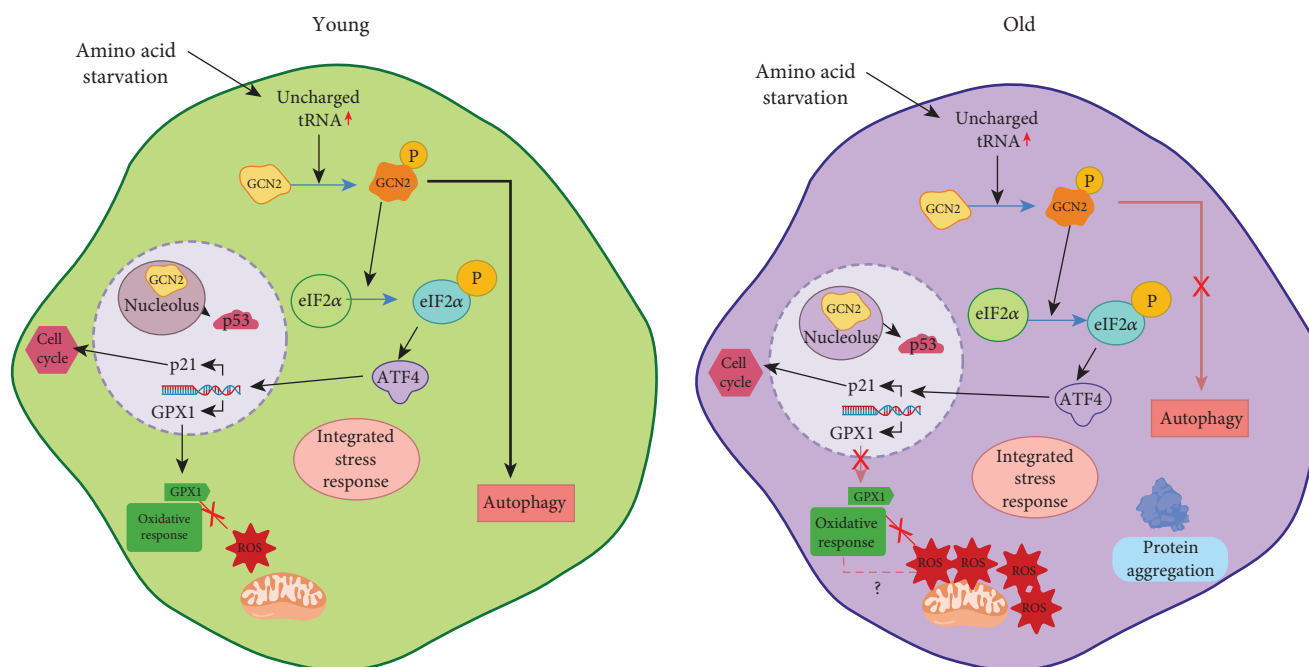 Young
Amino acid
starvation
Uncharged
tRNA
P
GCN2
GCN2
GCN2
Nucleolus
p53
eIF2α
eIF2α
P
Cell
cycle
p21
ATF4
GPX1
Integrated
stress
response
GPX1
Autophagy
Oxidative
response
ROS
Old
Amino acid
starvation
Uncharged
tRNA
P
GCN2
GCN2
GCN2
Nucleolus
p53
eIF2α
eIF2α
P
Cell
cycle
p21
ATF4
GPX1
Autophagy
Integrated
stress
response
GPX1
Oxidative
response
ROS
ROS
ROS
ROS
?
Protein
aggregation